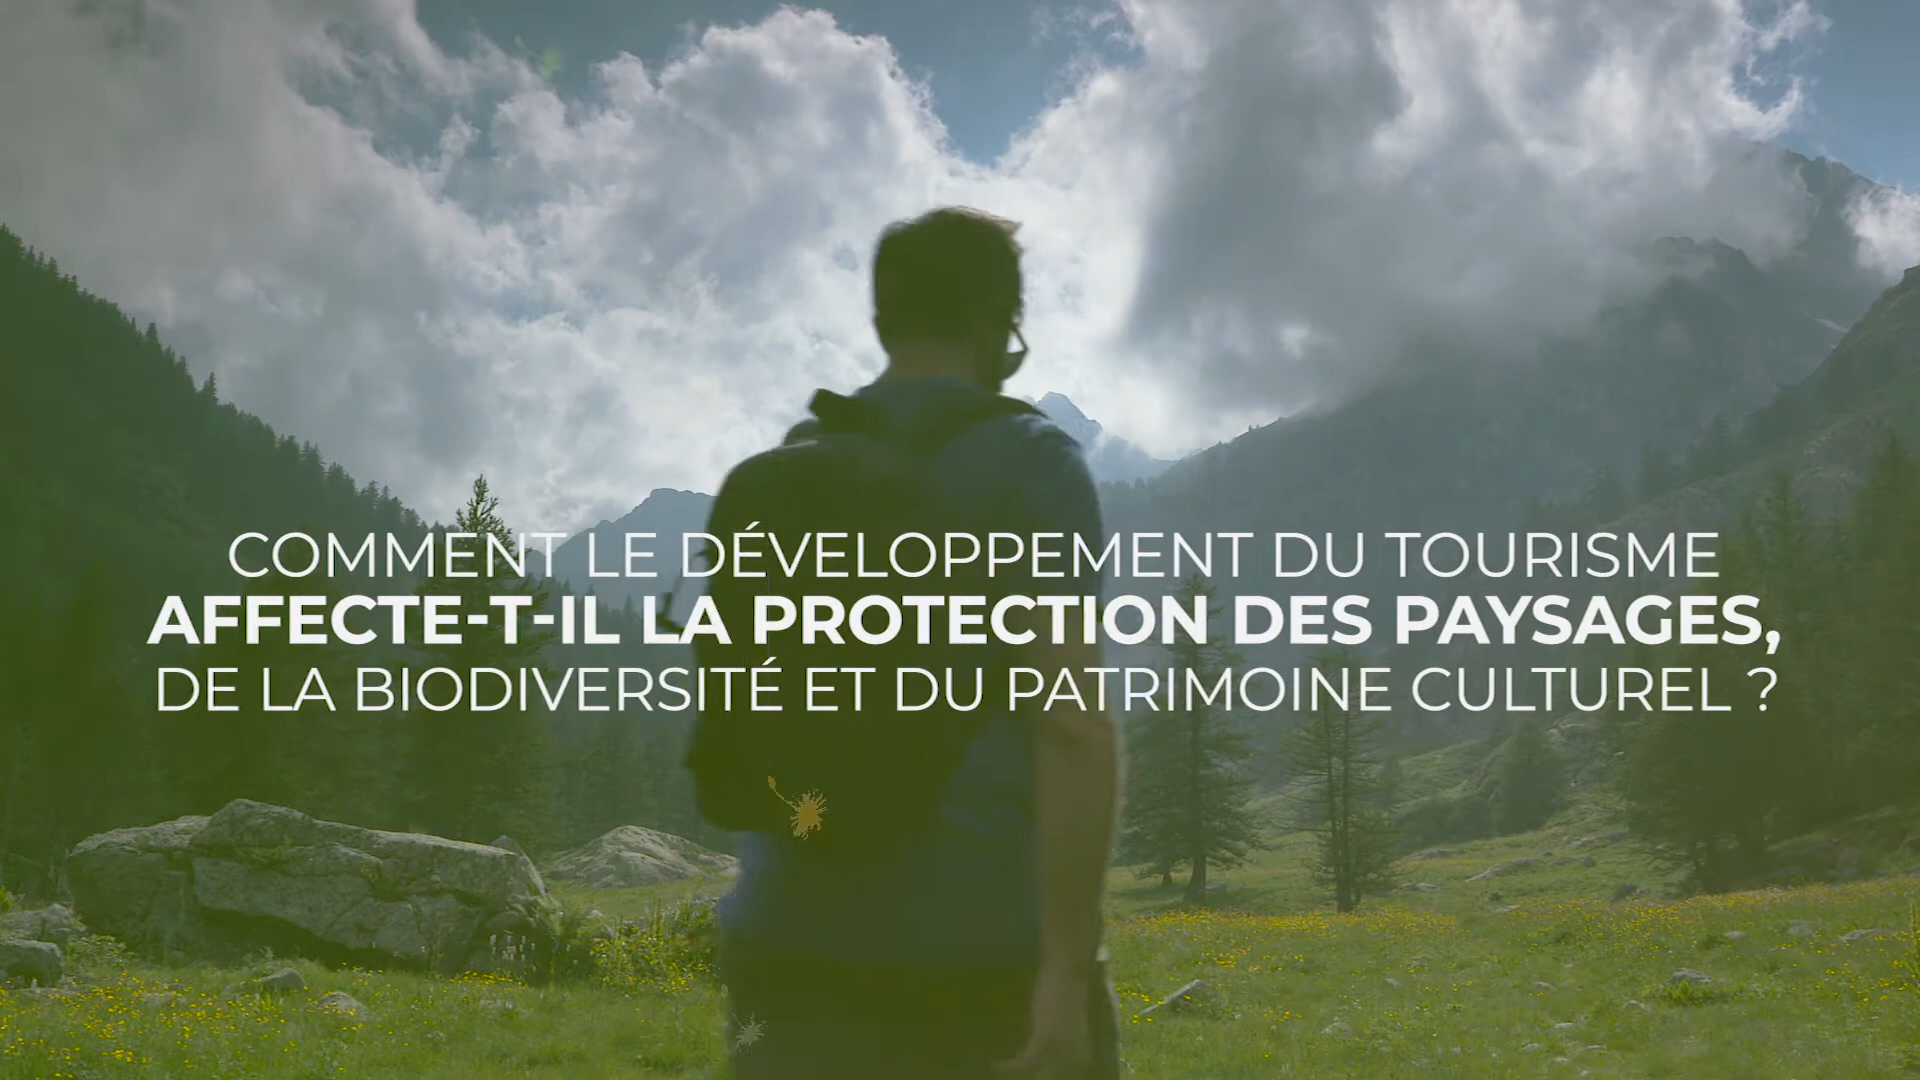 COMMENT LE DÉVELOPPEMENT DU TOURISME
AFFECTE-T-IL LA PROTECTION DES PAYSAGES,
DE LA BIODIVERSITÉ ET DU PATRIMOINE CULTUREL ?